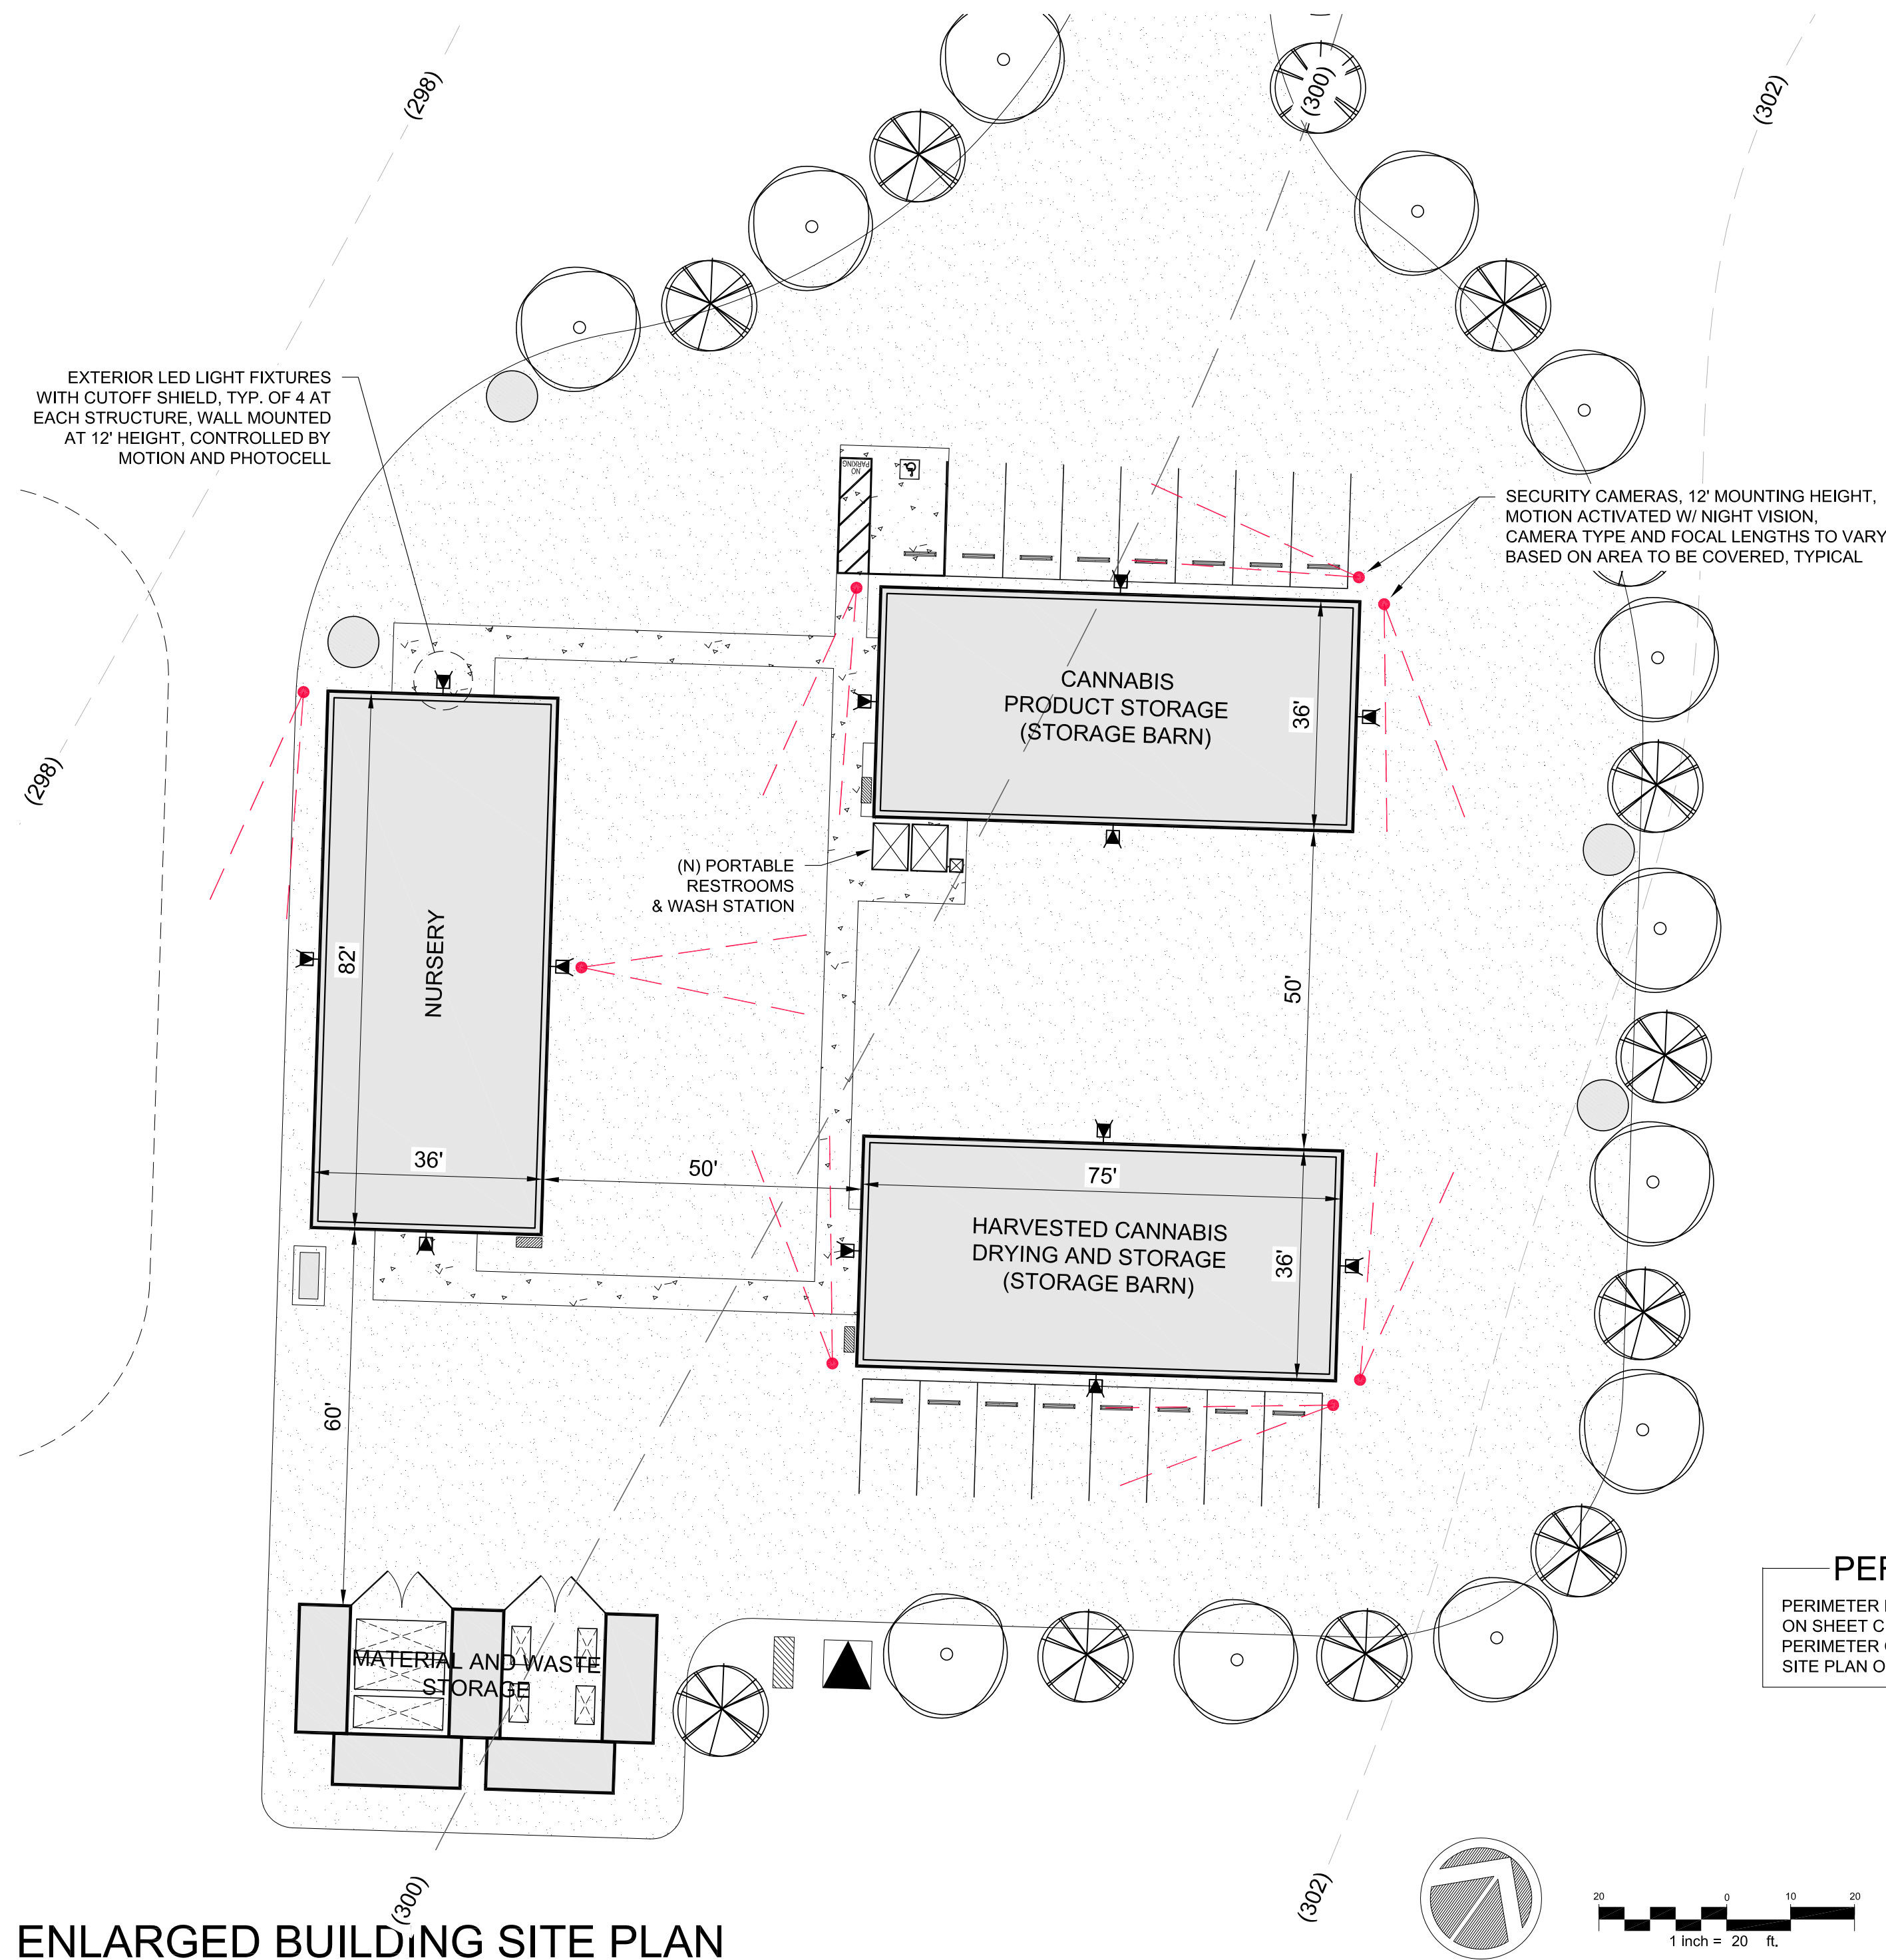 (298)
(300)
(302)
EXTERIOR LED LIGHT FIXTURES
WITH CUTOFF SHIELD, TYP. OF 4 AT
EACH STRUCTURE, WALL MOUNTED
AT 12' HEIGHT, CONTROLLED BY
MOTION AND PHOTOCELL
NO
PARKING
SECURITY CAMERAS, 12' MOUNTING HEIGHT,
MOTION ACTIVATED W/ NIGHT VISION,
CAMERA TYPE AND FOCAL LENGTHS TO VARY
BASED ON AREA TO BE COVERED, TYPICAL
CANNABIS
PRODUCT STORAGE
(STORAGE BARN)
36'
(298)
(N) PORTABLE
RESTROOMS
& WASH STATION
NURSERY
82'
50'
36'
50'
75'
HARVESTED CANNABIS
DRYING AND STORAGE
(STORAGE BARN)
36'
60'
MATERIAL AND WASTE
STORAGE
PERIMETER
ON SHEET
PERIMETER
SITE PLAN
(300)
(302)
20 0 10 20
1 inch = 20 ft.
ENLARGED BUILDING SITE PLAN